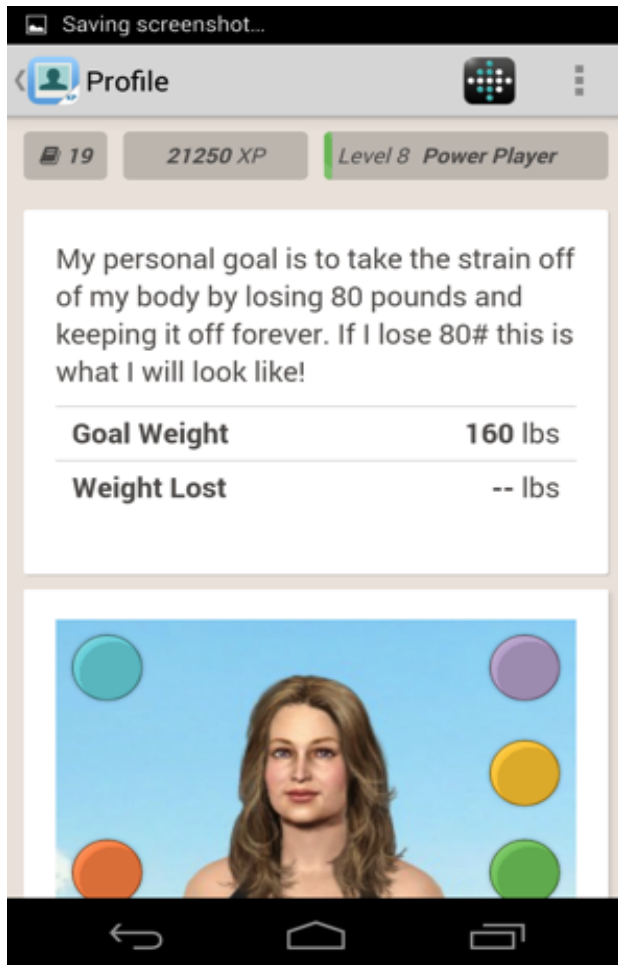 Saving screenshot...
Profile
19
21250 XP
Level 8 Power Player
My personal goal is to take the strain off
of my body by losing 80 pounds and
keeping it off forever. If I lose 80# this is
what I will look like!
Goal Weight 160 lbs
Weight Lost -- lbs